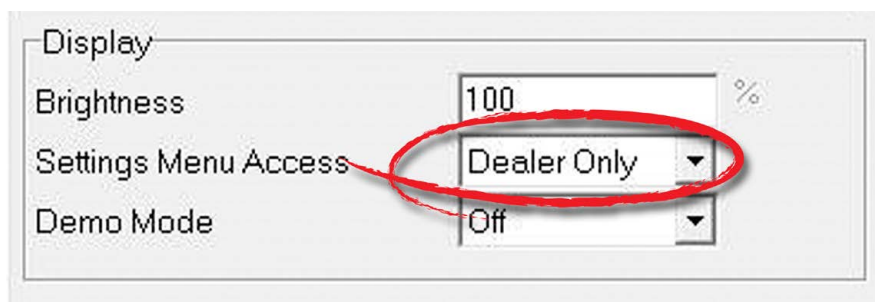 Display
Brightness 100 %
Settings Menu Access Dealer Only
Demo Mode Off